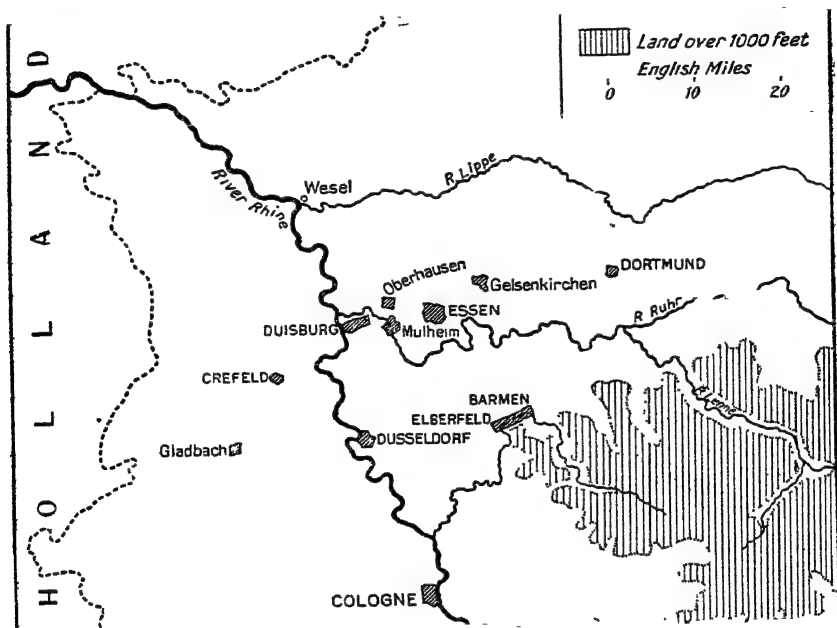 Land over 1000 feet
English Miles
0 10 20
HOLLAND
River Rhine
Wesel
R. Lippe
Oberhausen
Gelsenkirchen
DORTMUND
ESSEN
R. Ruhr
DUISBURG
Mulheim
CREFELD
BARMEN
ELBERFELD
R. Lenne
DUSSELDORF
Gladbach
COLOGNE